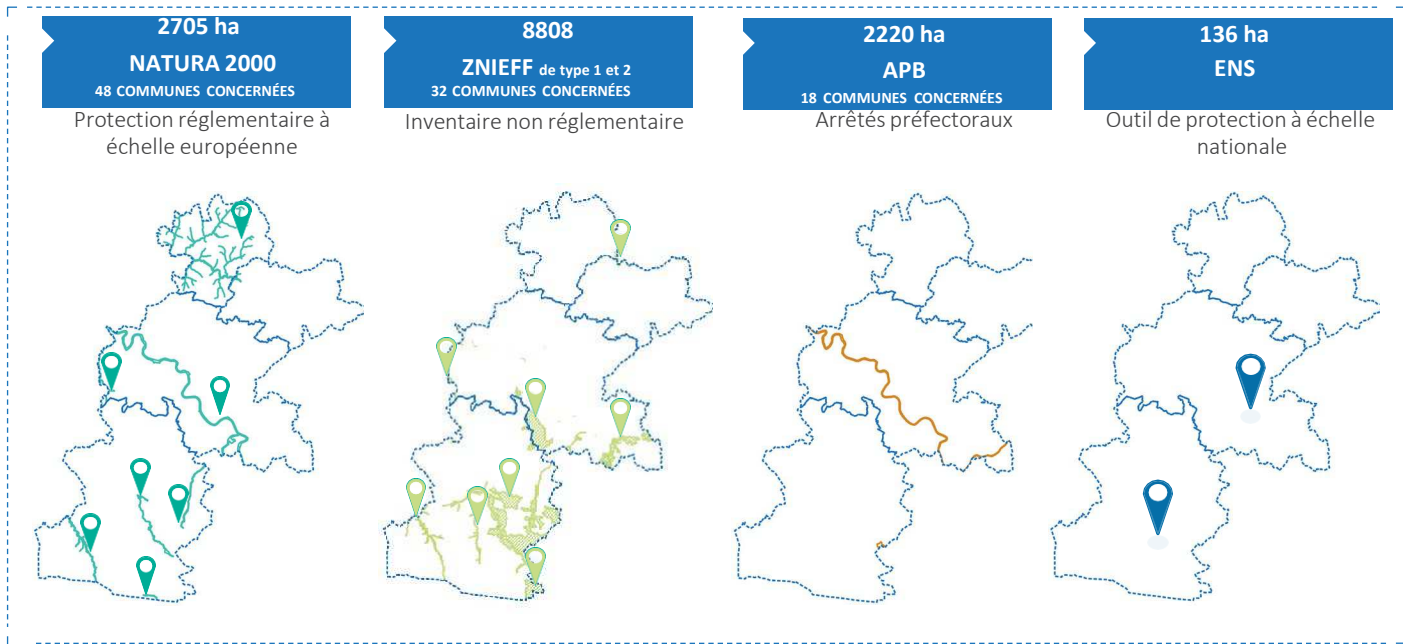 2705 ha
NATURA 2000
48 COMMUNES CONCERNÉES
Protection réglementaire à
échelle européenne
8808
ZNIEFF de type 1 et 2
32 COMMUNES CONCERNÉES
Inventaire non réglementaire
2220 ha
APB
18 COMMUNES CONCERNÉES
Arrêtés préfectoraux
136 ha
ENS
Outil de protection à échelle
nationale